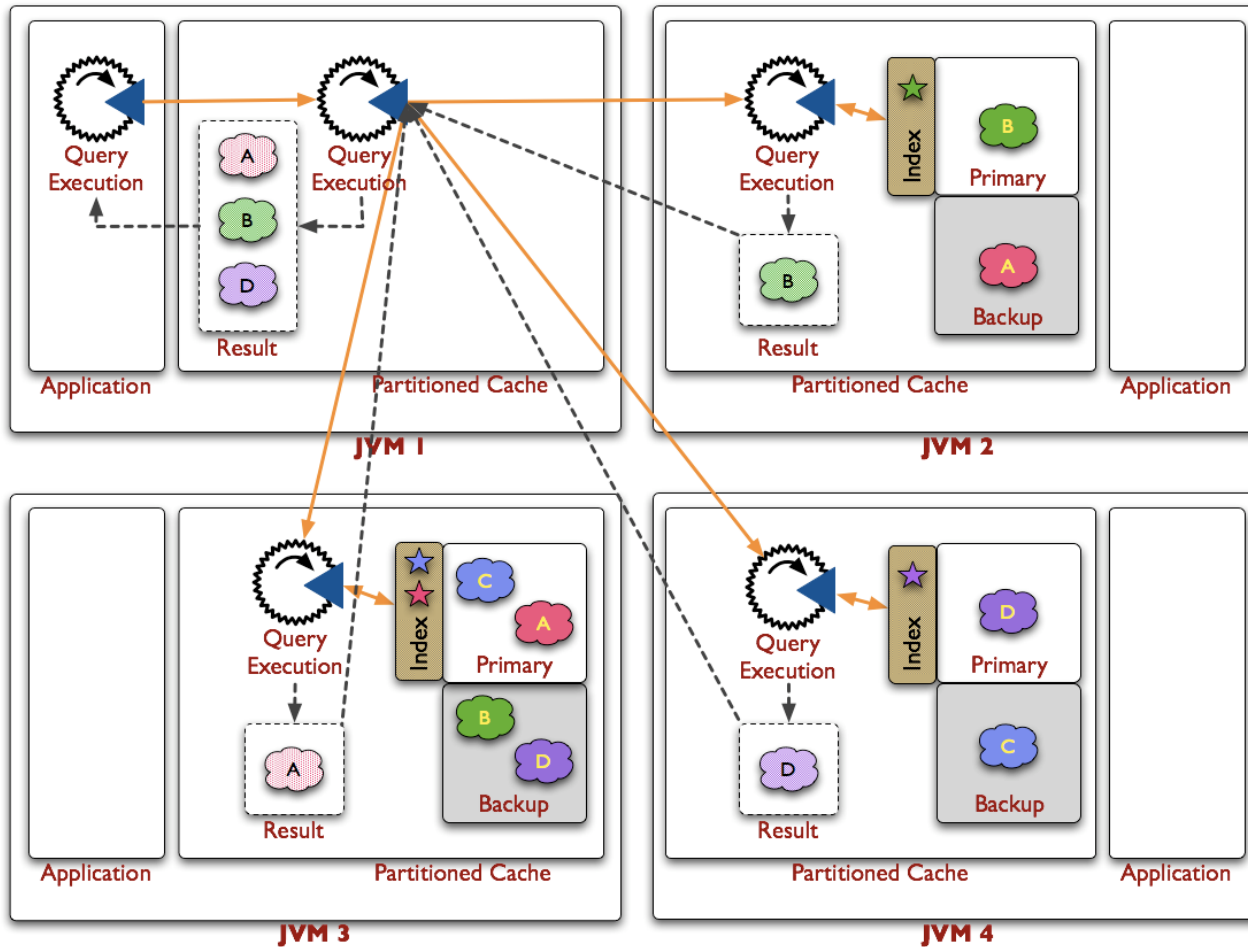 Query
Execution
A
B
D
Result
Query
Execution
Application
Partitioned Cache
JVM 1
Query
Execution
B
Result
Index
B
Primary
A
Backup
Partitioned Cache
Application
JVM 2
Query
Execution
A
Result
Index
C
A
Primary
B
D
Backup
Application
Partitioned Cache
JVM 3
Query
Execution
D
Result
Index
D
Primary
C
Backup
Partitioned Cache
Application
JVM 4